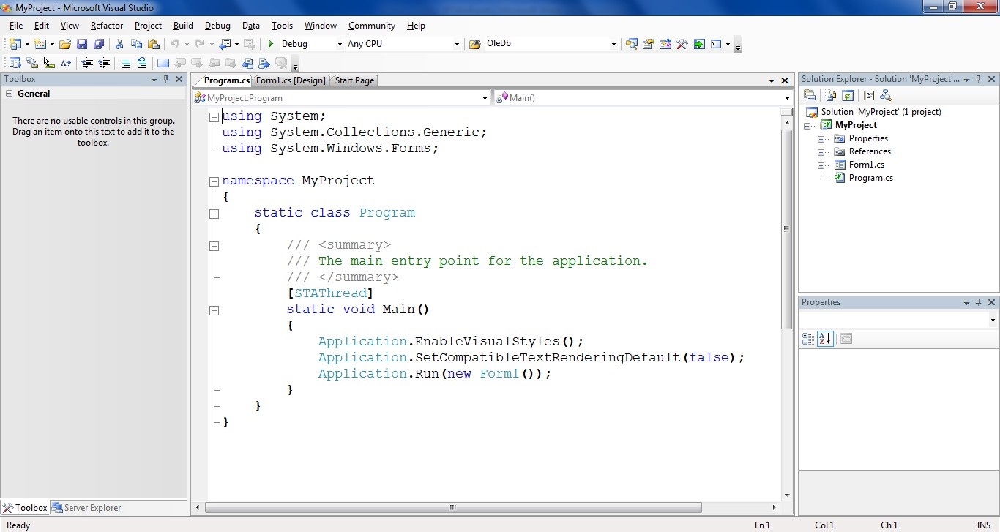 MyProject - Microsoft Visual Studio
File Edit View Refactor Project Build Debug Data Tools Window Community Help
Debug Any CPU OleDb
Toolbox
General
There are no usable controls in this group.
Drag an item onto this text to add it to the
toolbox.
Toolbox Server Explorer
Program.cs Form1.cs [Design] Start Page
MyProject.Program Main()
using System;
using System.Collections.Generic;
using System.Windows.Forms;
namespace MyProject
{
static class Program
{
/// <summary>
/// The main entry point for the application.
/// </summary>
[STAThread]
static void Main()
{
Application.EnableVisualStyles();
Application.SetCompatibleTextRenderingDefault(false);
Application.Run(new Form1());
}
}
}
Solution Explorer - Solution 'MyProject'...
Solution 'MyProject' (1 project)
MyProject
Properties
References
Form1.cs
Program.cs
Properties
Ready Ln 1 Col 1 Ch 1 INS